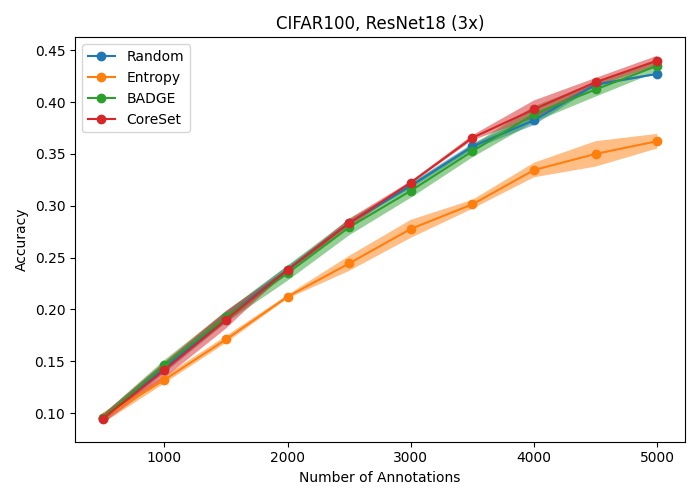 CIFAR100, ResNet18 (3x)
Random
Entropy
BADGE
CoreSet
0.45
0.40
0.35
0.30
0.25
0.20
0.15
0.10
Accuracy
1000 2000 3000 4000 5000
Number of Annotations